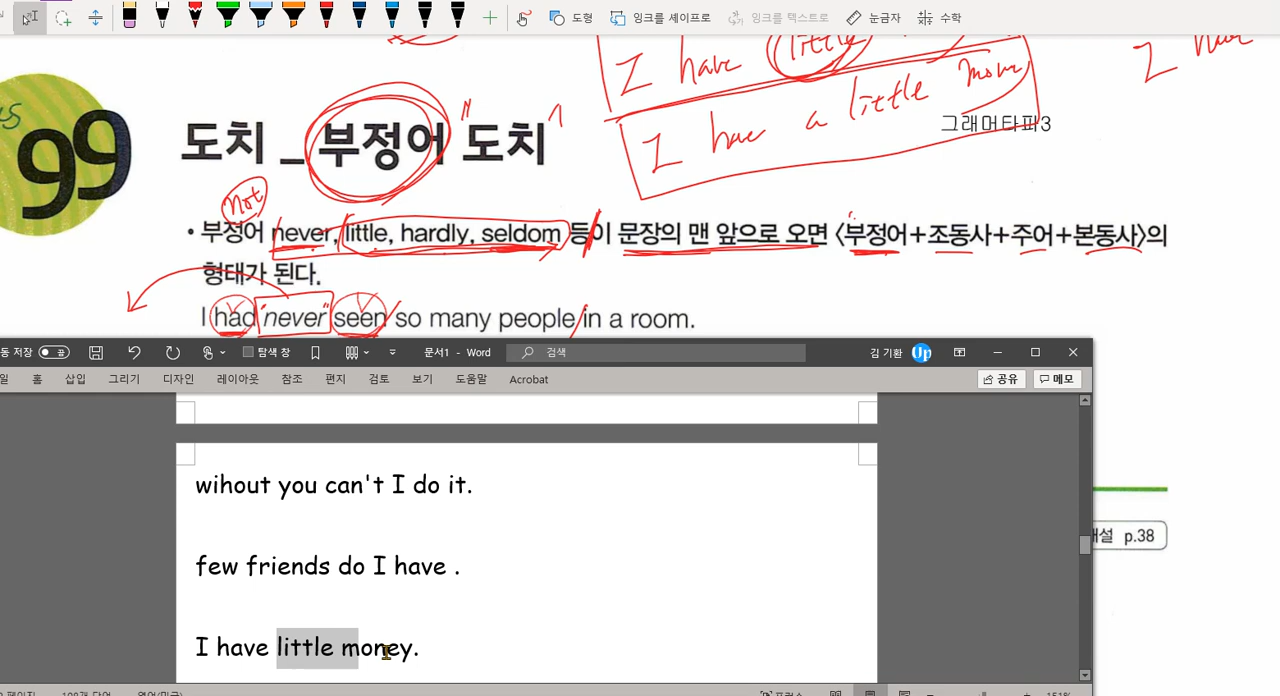 도형 잉크를 셰이프로 잉크를 텍스트로 눈금자 수학
I have little
I have a little money
I have
99
도치 _ 부정어 도치
그래머타파3
not
• 부정어 never, little, hardly, seldom 등이 문장의 맨 앞으로 오면 〈부정어+조동사+주어+본동사〉의
형태가 된다.
I had never seen so many people in a room.
동 저장 탐색 창 문서1 - Word 검색 김 기환 Up
일 홈 삽입 그리기 디자인 레이아웃 참조 편지 검토 보기 도움말 Acrobat 공유 메모
wihout you can't I do it.
few friends do I have .
해설 p.38
I have little money.